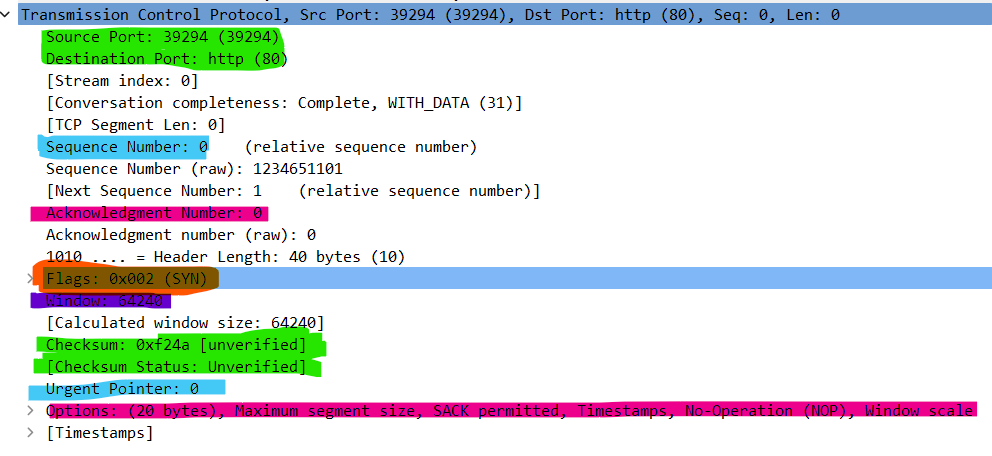 Transmission Control Protocol, Src Port: 39294 (39294), Dst Port: http (80), Seq: 0, Len: 0
Source Port: 39294 (39294)
Destination Port: http (80)
[Stream index: 0]
[Conversation completeness: Complete, WITH_DATA (31)]
[TCP Segment Len: 0]
Sequence Number: 0    (relative sequence number)
Sequence Number (raw): 1234651101
[Next Sequence Number: 1    (relative sequence number)]
Acknowledgment Number: 0
Acknowledgment number (raw): 0
1010 .... = Header Length: 40 bytes (10)
Flags: 0x002 (SYN)
Window: 64240
[Calculated window size: 64240]
Checksum: 0xf24a [unverified]
[Checksum Status: Unverified]
Urgent Pointer: 0
Options: (20 bytes), Maximum segment size, SACK permitted, Timestamps, No-Operation (NOP), Window scale
[Timestamps]